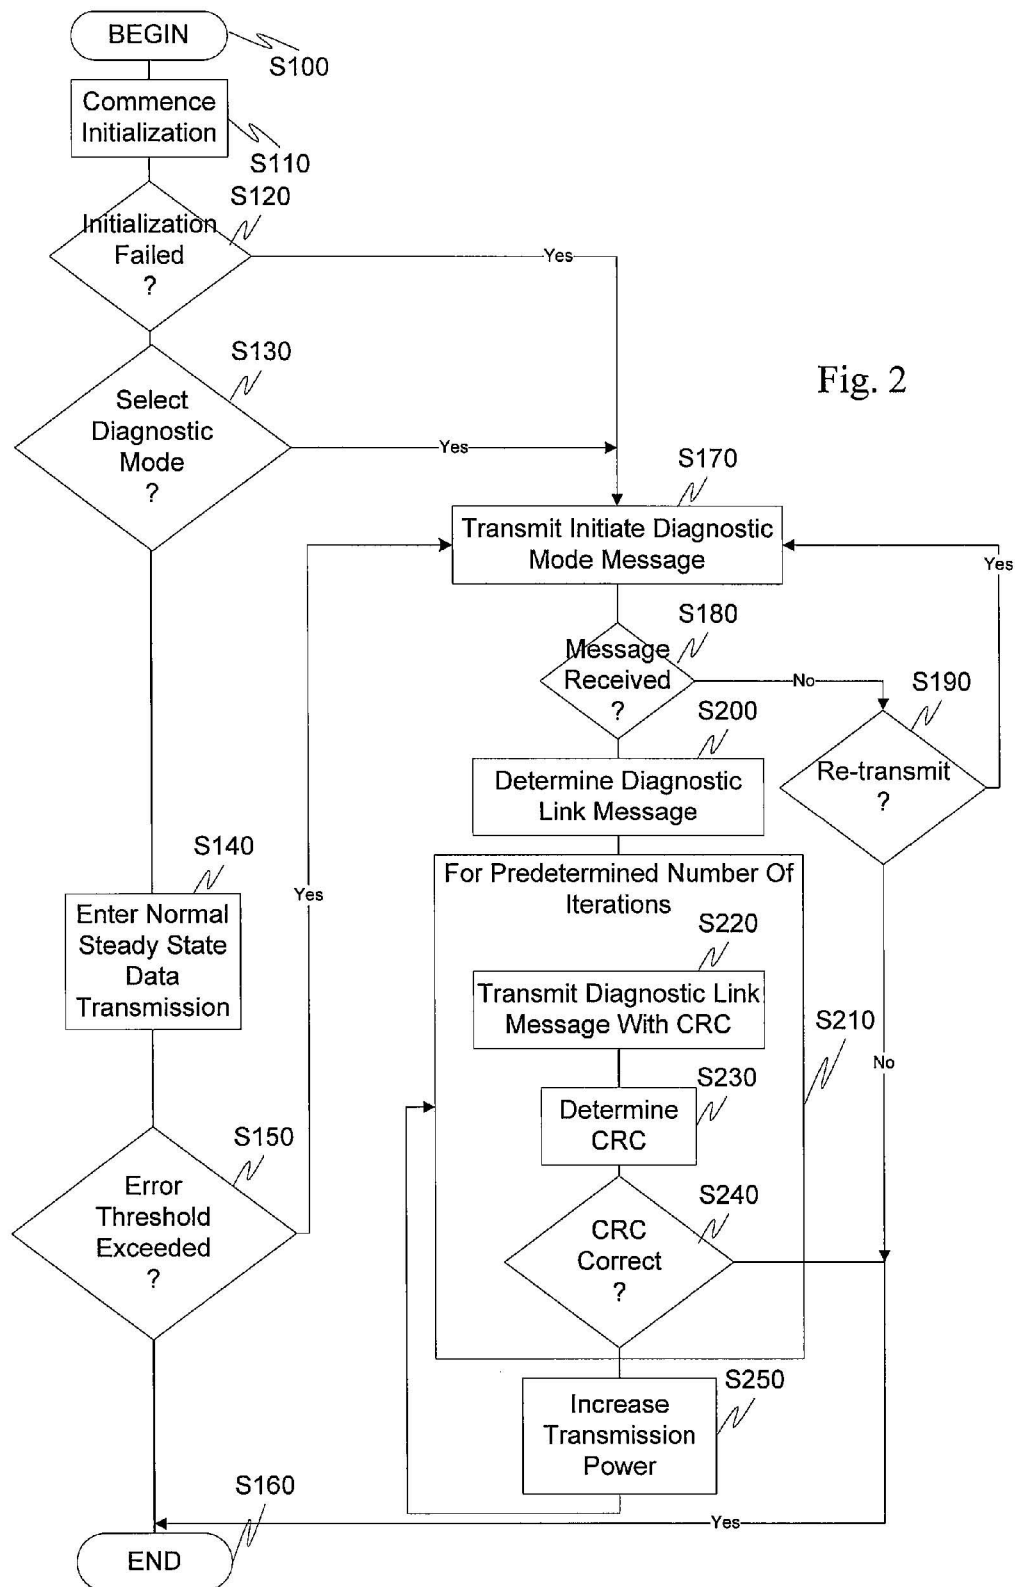 BEGIN
S100
Commence
Initialization
S110
S120
Initialization
Failed
?
Yes
S130
Select
Diagnostic
Mode
?
Yes
Fig. 2
S170
Transmit Initiate Diagnostic
Mode Message
Yes
S180
Message
Received
?
No
S190
Re-transmit
?
S200
Determine Diagnostic
Link Message
S140
Enter Normal
Steady State
Data
Transmission
Yes
For Predetermined Number Of
Iterations
S220
Transmit Diagnostic Link
Message With CRC
S210
No
S230
Determine
CRC
S150
Error
Threshold
Exceeded
?
S240
CRC
Correct
?
S250
Increase
Transmission
Power
S160
Yes
END